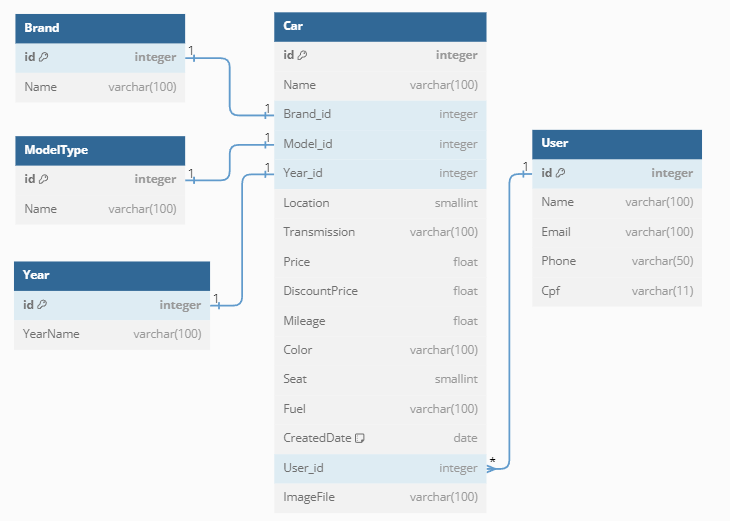 Brand
id integer
Name varchar(100)
1
ModelType
id integer
Name varchar(100)
1
Year
id integer
YearName varchar(100)
1
Car
id integer
Name varchar(100)
1
Brand_id integer
1
Model_id integer
1
Year_id integer
Location smallint
Transmission varchar(100)
Price float
DiscountPrice float
Mileage float
Color varchar(100)
Seat smallint
Fuel varchar(100)
CreatedDate date
User_id integer
*
ImageFile varchar(100)
User
1
id integer
Name varchar(100)
Email varchar(100)
Phone varchar(50)
Cpf varchar(11)